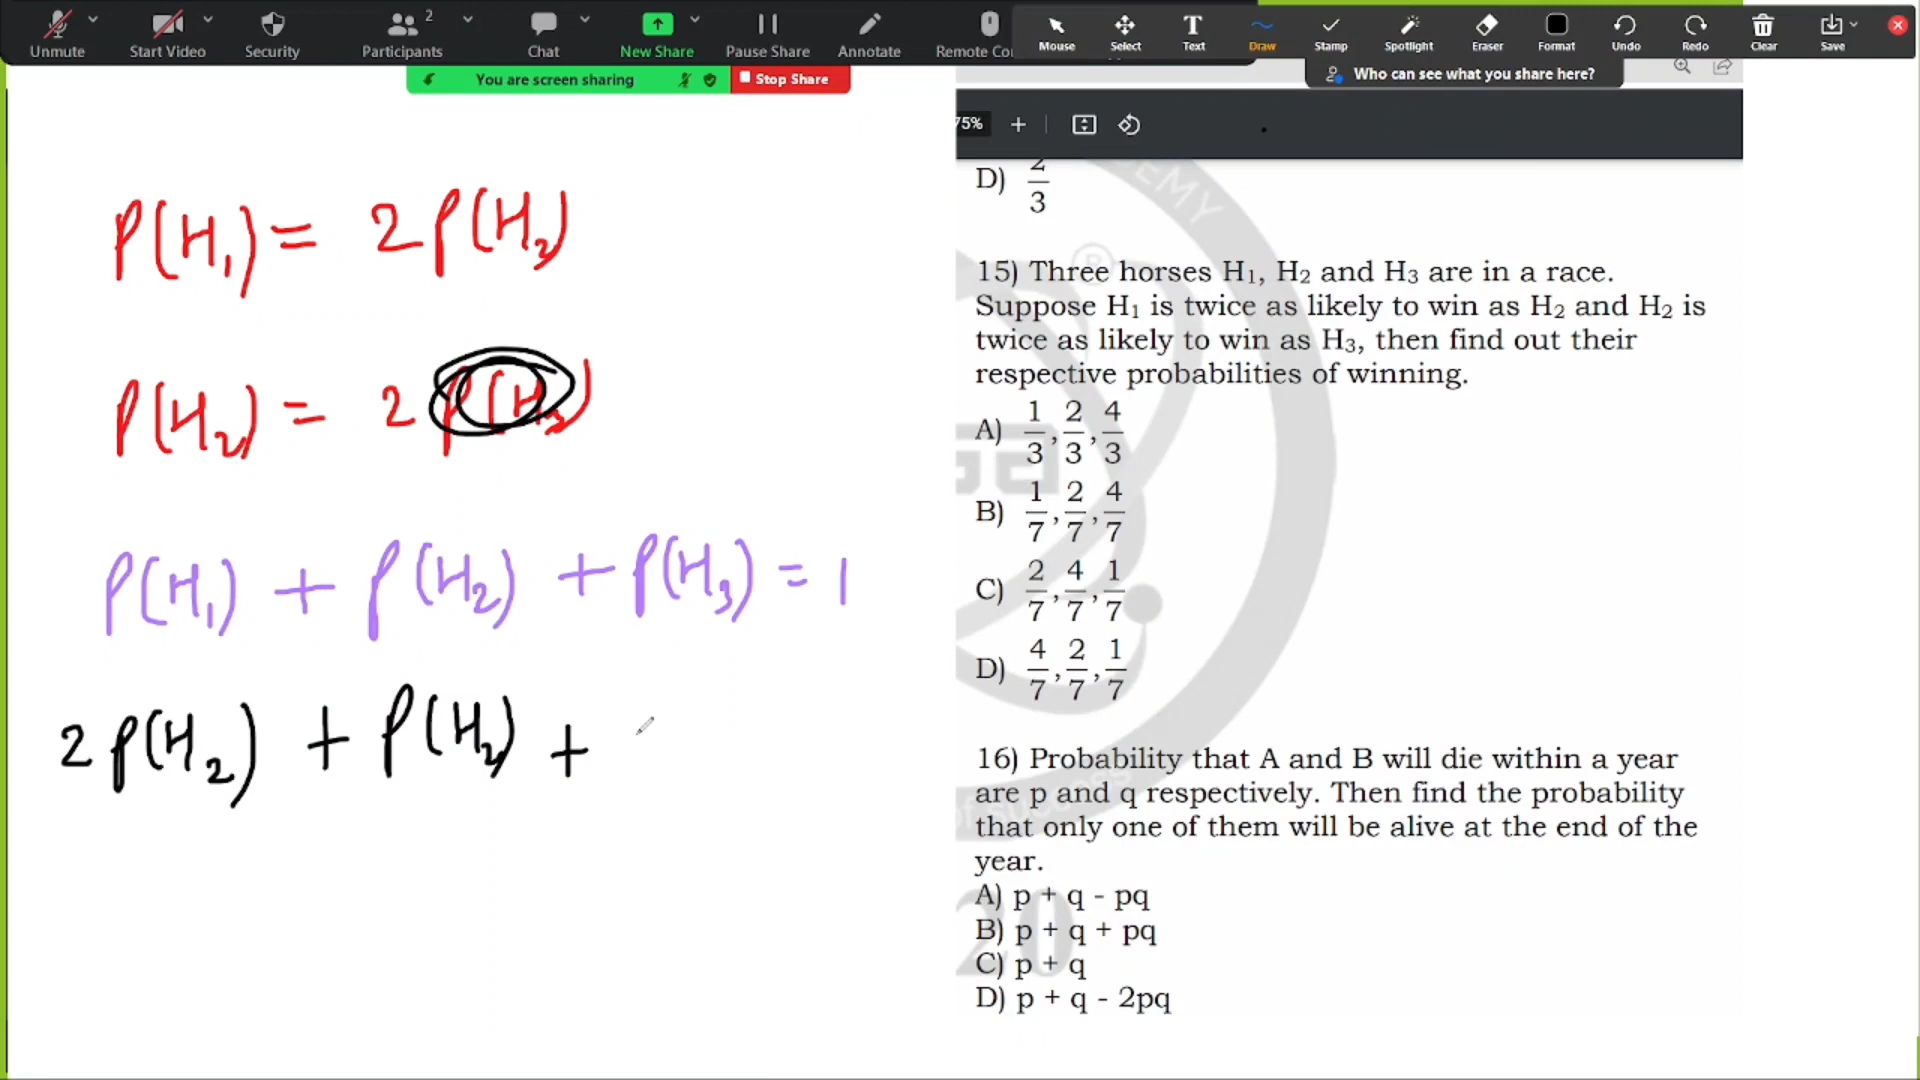 Unmute
Start Video
Security
Participants
2
Chat
New Share
Pause Share
Annotate
Mouse
Select
Text
Draw
Stamp
Spotlight
Eraser
Format
Undo
Redo
Clear
Save
You are screen sharing
Stop Share
Who can see what you share here?
75%
P(H₁) = 2P(H₂)
P(H₂) = 2 P(H₃)
P(H₁) + P(H₂) + P(H₃) = 1
2P(H₂) + P(H₂) +
D) 2/3
15) Three horses H₁, H₂ and H₃ are in a race.
Suppose H₁ is twice as likely to win as H₂ and H₂ is
twice as likely to win as H₃, then find out their
respective probabilities of winning.
A) 1/3, 2/3, 4/3
B) 1/7, 2/7, 4/7
C) 2/7, 4/7, 1/7
D) 4/7, 2/7, 1/7
16) Probability that A and B will die within a year
are p and q respectively. Then find the probability
that only one of them will be alive at the end of the
year.
A) p + q - pq
B) p + q + pq
C) p + q
D) p + q - 2pq